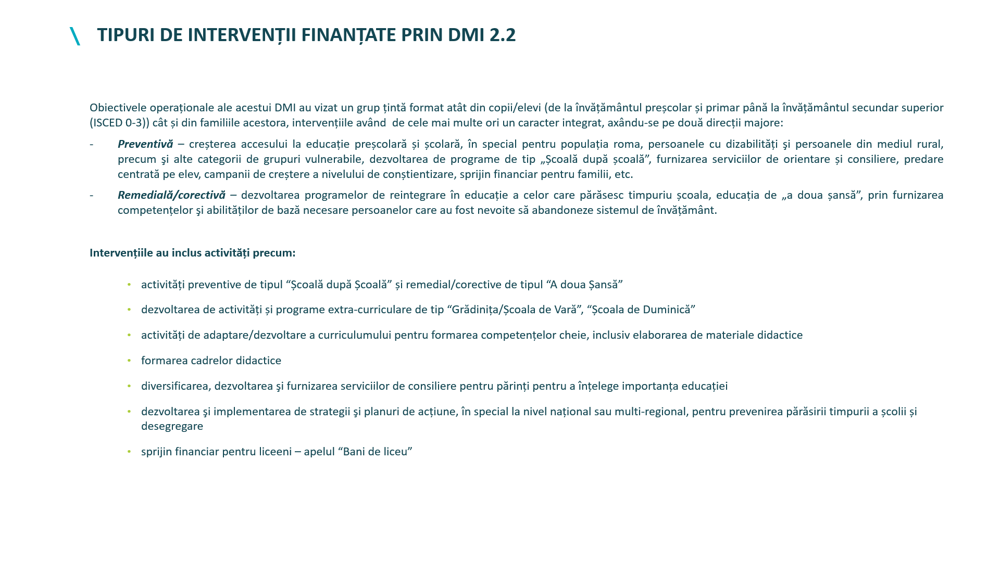 \ TIPURI DE INTERVENȚII FINANȚATE PRIN DMI 2.2
Obiectivele operaționale ale acestui DMI au vizat un grup țintă format atât din copii/elevi (de la învățământul preșcolar și primar până la învățământul secundar superior
(ISCED 0-3)) cât și din familiile acestora, intervențiile având  de cele mai multe ori un caracter integrat, axându-se pe două direcții majore:
- Preventivă – creșterea accesului la educație preșcolară și școlară, în special pentru populația roma, persoanele cu dizabilități şi persoanele din mediul rural,
precum şi alte categorii de grupuri vulnerabile, dezvoltarea de programe de tip „Școală după școală”, furnizarea serviciilor de orientare și consiliere, predare
centrată pe elev, campanii de creștere a nivelului de conștientizare, sprijin financiar pentru familii, etc.
- Remedială/corectivă – dezvoltarea programelor de reintegrare în educație a celor care părăsesc timpuriu școala, educația de „a doua șansă”, prin furnizarea
competențelor şi abilităților de bază necesare persoanelor care au fost nevoite să abandoneze sistemul de învățământ.
Intervențiile au inclus activități precum:
• activități preventive de tipul “Școală după Școală” și remedial/corective de tipul “A doua Șansă”
• dezvoltarea de activități și programe extra-curriculare de tip “Grădinița/Școala de Vară”, “Școala de Duminică”
• activități de adaptare/dezvoltare a curriculumului pentru formarea competențelor cheie, inclusiv elaborarea de materiale didactice
• formarea cadrelor didactice
• diversificarea, dezvoltarea şi furnizarea serviciilor de consiliere pentru părinți pentru a înțelege importanța educației
• dezvoltarea şi implementarea de strategii şi planuri de acțiune, în special la nivel național sau multi-regional, pentru prevenirea părăsirii timpurii a școlii și
desegregare
• sprijin financiar pentru liceeni – apelul “Bani de liceu”